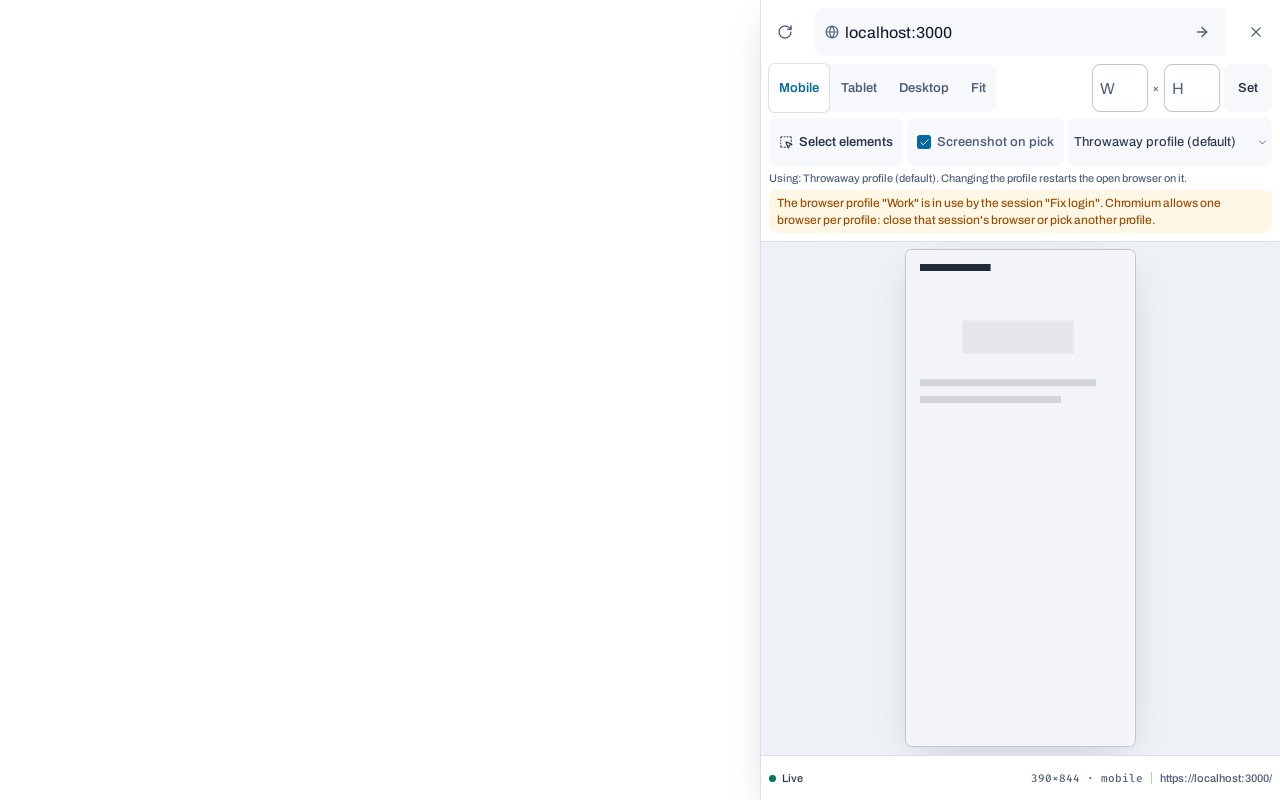 localhost:3000
Mobile Tablet Desktop Fit W × H Set
Select elements Screenshot on pick Throwaway profile (default)
Using: Throwaway profile (default). Changing the profile restarts the open browser on it.
The browser profile "Work" is in use by the session "Fix login". Chromium allows one
browser per profile: close that session's browser or pick another profile.
Live 390×844 · mobile https://localhost:3000/